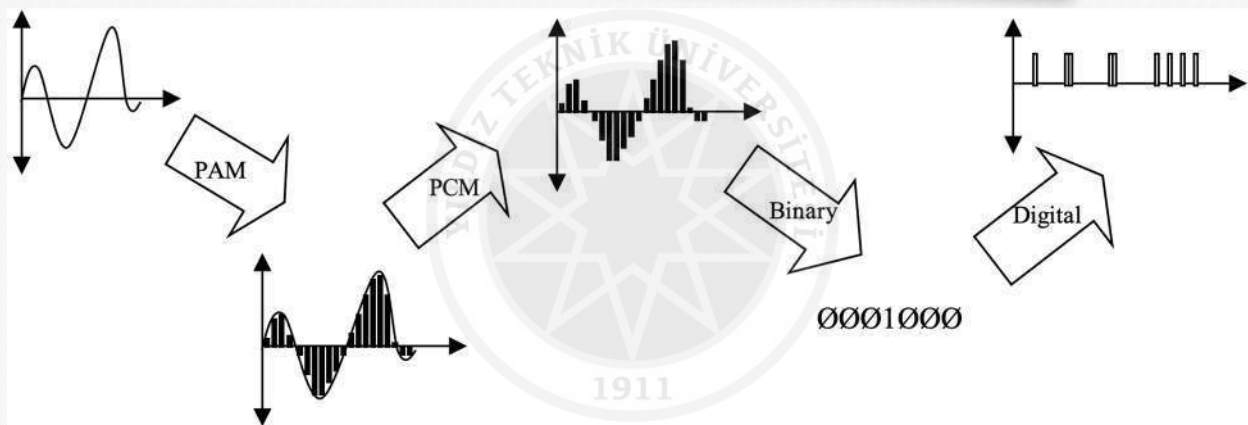 PAM
PCM
Binary
Digital
ØØØ1ØØØ
YILDIZ TEKNİK ÜNİVERSİTESİ
1911